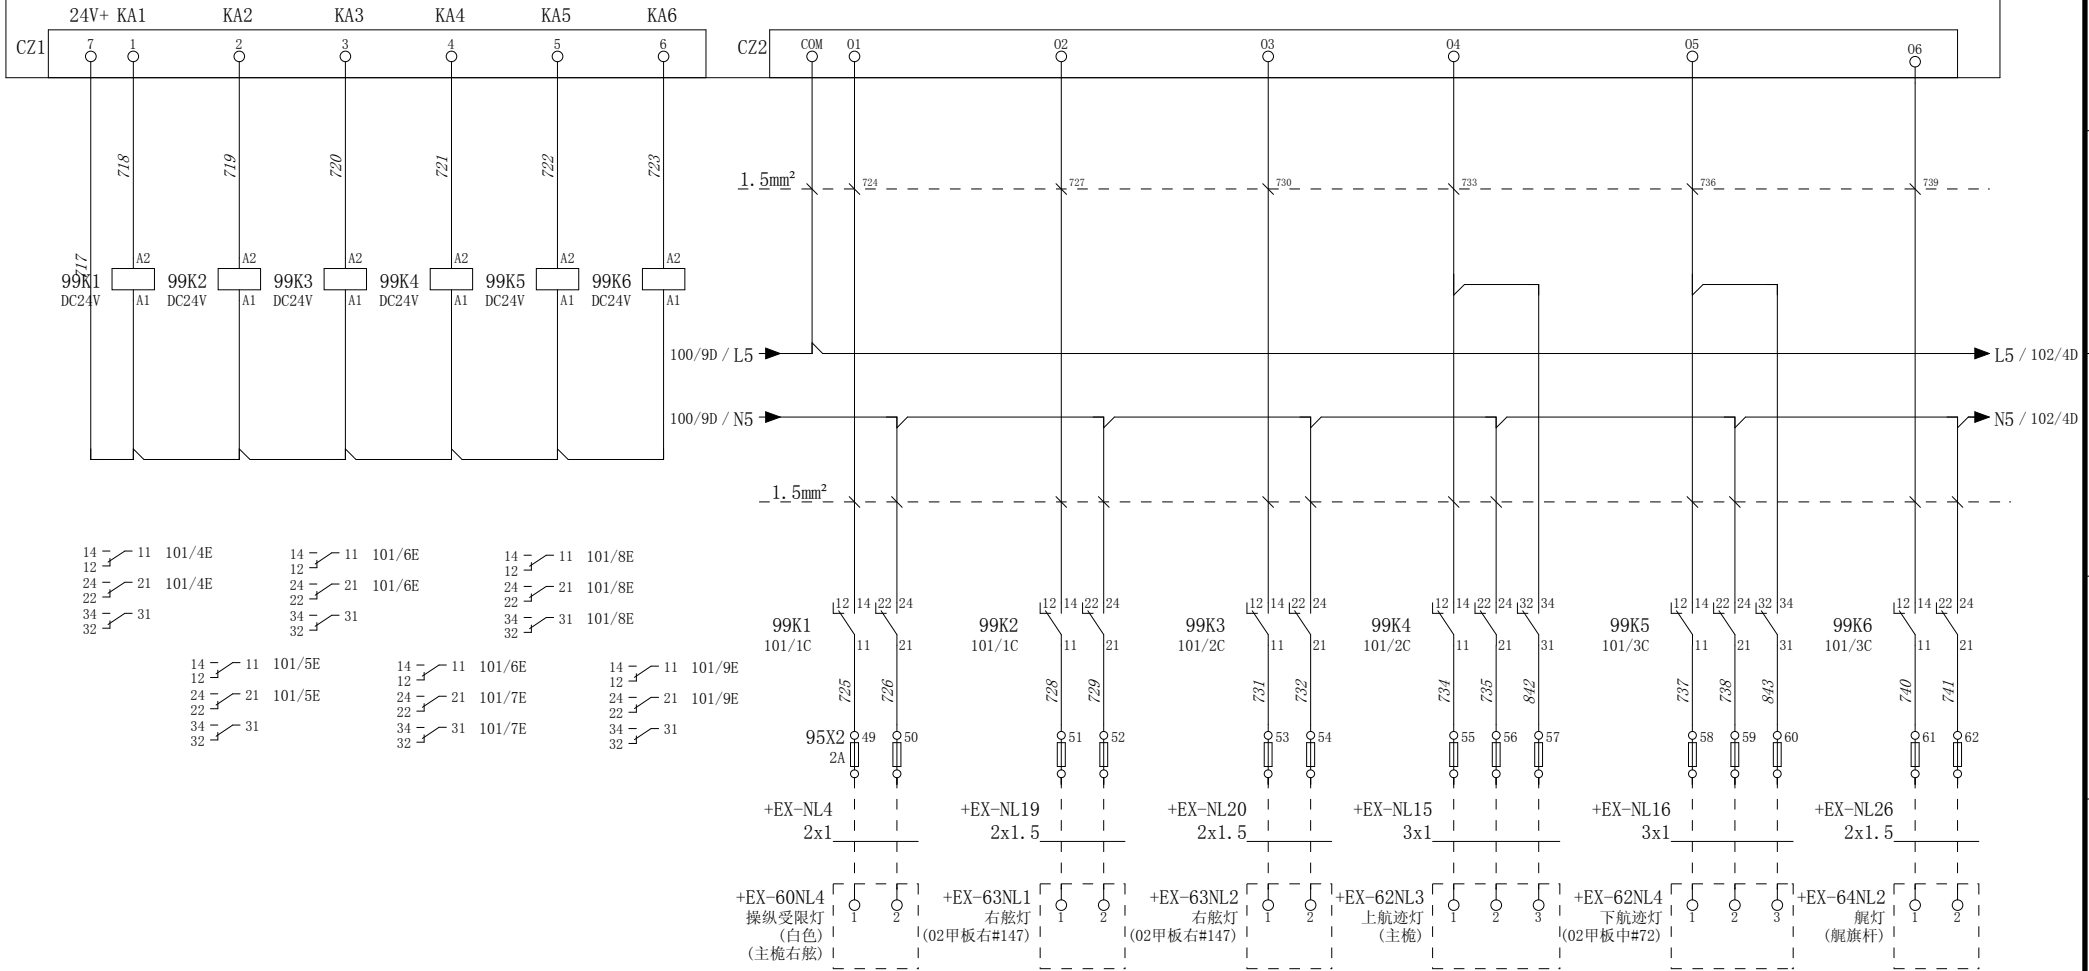 24V+ KA1 KA2 KA3 KA4 KA5 KA6
CZ1 7 1 2 3 4 5 6
CZ2 COM 01 02 03 04 05 06
718 719 720 721 722 723
1.5mm² 724 727 730 733 736 739
717
A2 A2 A2 A2 A2 A2
99K1 99K2 99K3 99K4 99K5 99K6
DC24V DC24V DC24V DC24V DC24V DC24V
A1 A1 A1 A1 A1 A1
100/9D / L5 L5 / 102/4D
100/9D / N5 N5 / 102/4D
1.5mm²
14 11 101/4E
12
24 21 101/4E
22
34 31
32
14 11 101/6E
12
24 21 101/6E
22
34 31
32
14 11 101/8E
12
24 21 101/8E
22
34 31 101/8E
32
14 11 101/5E
12
24 21 101/5E
22
34 31
32
14 11 101/6E
12
24 21 101/7E
22
34 31 101/7E
32
14 11 101/9E
12
24 21 101/9E
22
34 31
32
12 14 22 24 12 14 22 24 12 14 22 24 12 14 22 24 32 34 12 14 22 24 32 34 12 14 22 24
99K1 99K2 99K3 99K4 99K5 99K6
101/1C 11 21 101/1C 11 21 101/2C 11 21 101/2C 11 21 31 101/3C 11 21 31 101/3C 11 21
725 726 728 729 731 732 734 735 842 737 738 843 740 741
95X2 49 50 51 52 53 54 55 56 57 58 59 60 61 62
2A
+EX-NL4 +EX-NL19 +EX-NL20 +EX-NL15 +EX-NL16 +EX-NL26
2x1 2x1.5 2x1.5 3x1 3x1 2x1.5
+EX-60NL4 +EX-63NL1 +EX-63NL2 +EX-62NL3 +EX-62NL4 +EX-64NL2
操纵受限灯 1 2 右舷灯 1 2 右舷灯 1 2 上航迹灯 1 2 3 下航迹灯 1 2 3 艉灯 1 2
(白色) (02甲板右#147) (02甲板右#147) (主桅) (02甲板中#72) (艉旗杆)
(主桅右舷)